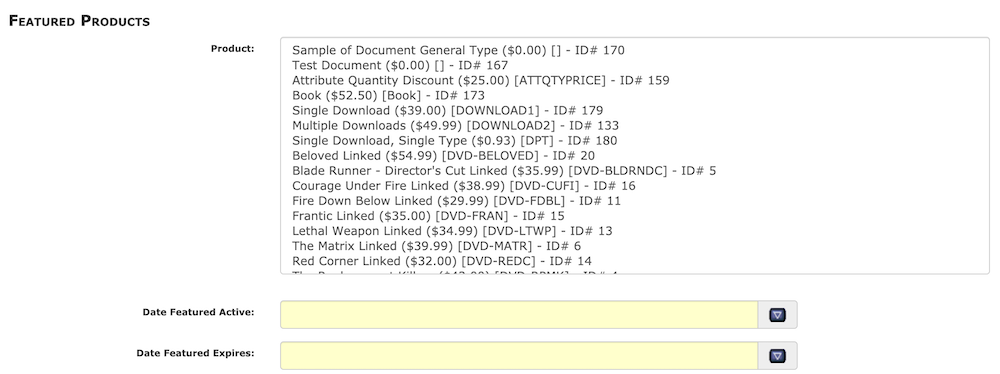 Featured Products
Product:
Sample of Document General Type ($0.00) [] - ID# 170
Test Document ($0.00) [] - ID# 167
Attribute Quantity Discount ($25.00) [ATTQTYPRICE] - ID# 159
Book ($52.50) [Book] - ID# 173
Single Download ($39.00) [DOWNLOAD1] - ID# 179
Multiple Downloads ($49.99) [DOWNLOAD2] - ID# 133
Single Download, Single Type ($0.93) [DPT] - ID# 180
Beloved Linked ($54.99) [DVD-BELOVED] - ID# 20
Blade Runner - Director's Cut Linked ($35.99) [DVD-BLDRNDC] - ID# 5
Courage Under Fire Linked ($38.99) [DVD-CUFI] - ID# 16
Fire Down Below Linked ($29.99) [DVD-FDBL] - ID# 11
Frantic Linked ($35.00) [DVD-FRAN] - ID# 15
Lethal Weapon Linked ($34.99) [DVD-LTWP] - ID# 13
The Matrix Linked ($39.99) [DVD-MATR] - ID# 6
Red Corner Linked ($32.00) [DVD-REDC] - ID# 14
Date Featured Active:
Date Featured Expires: